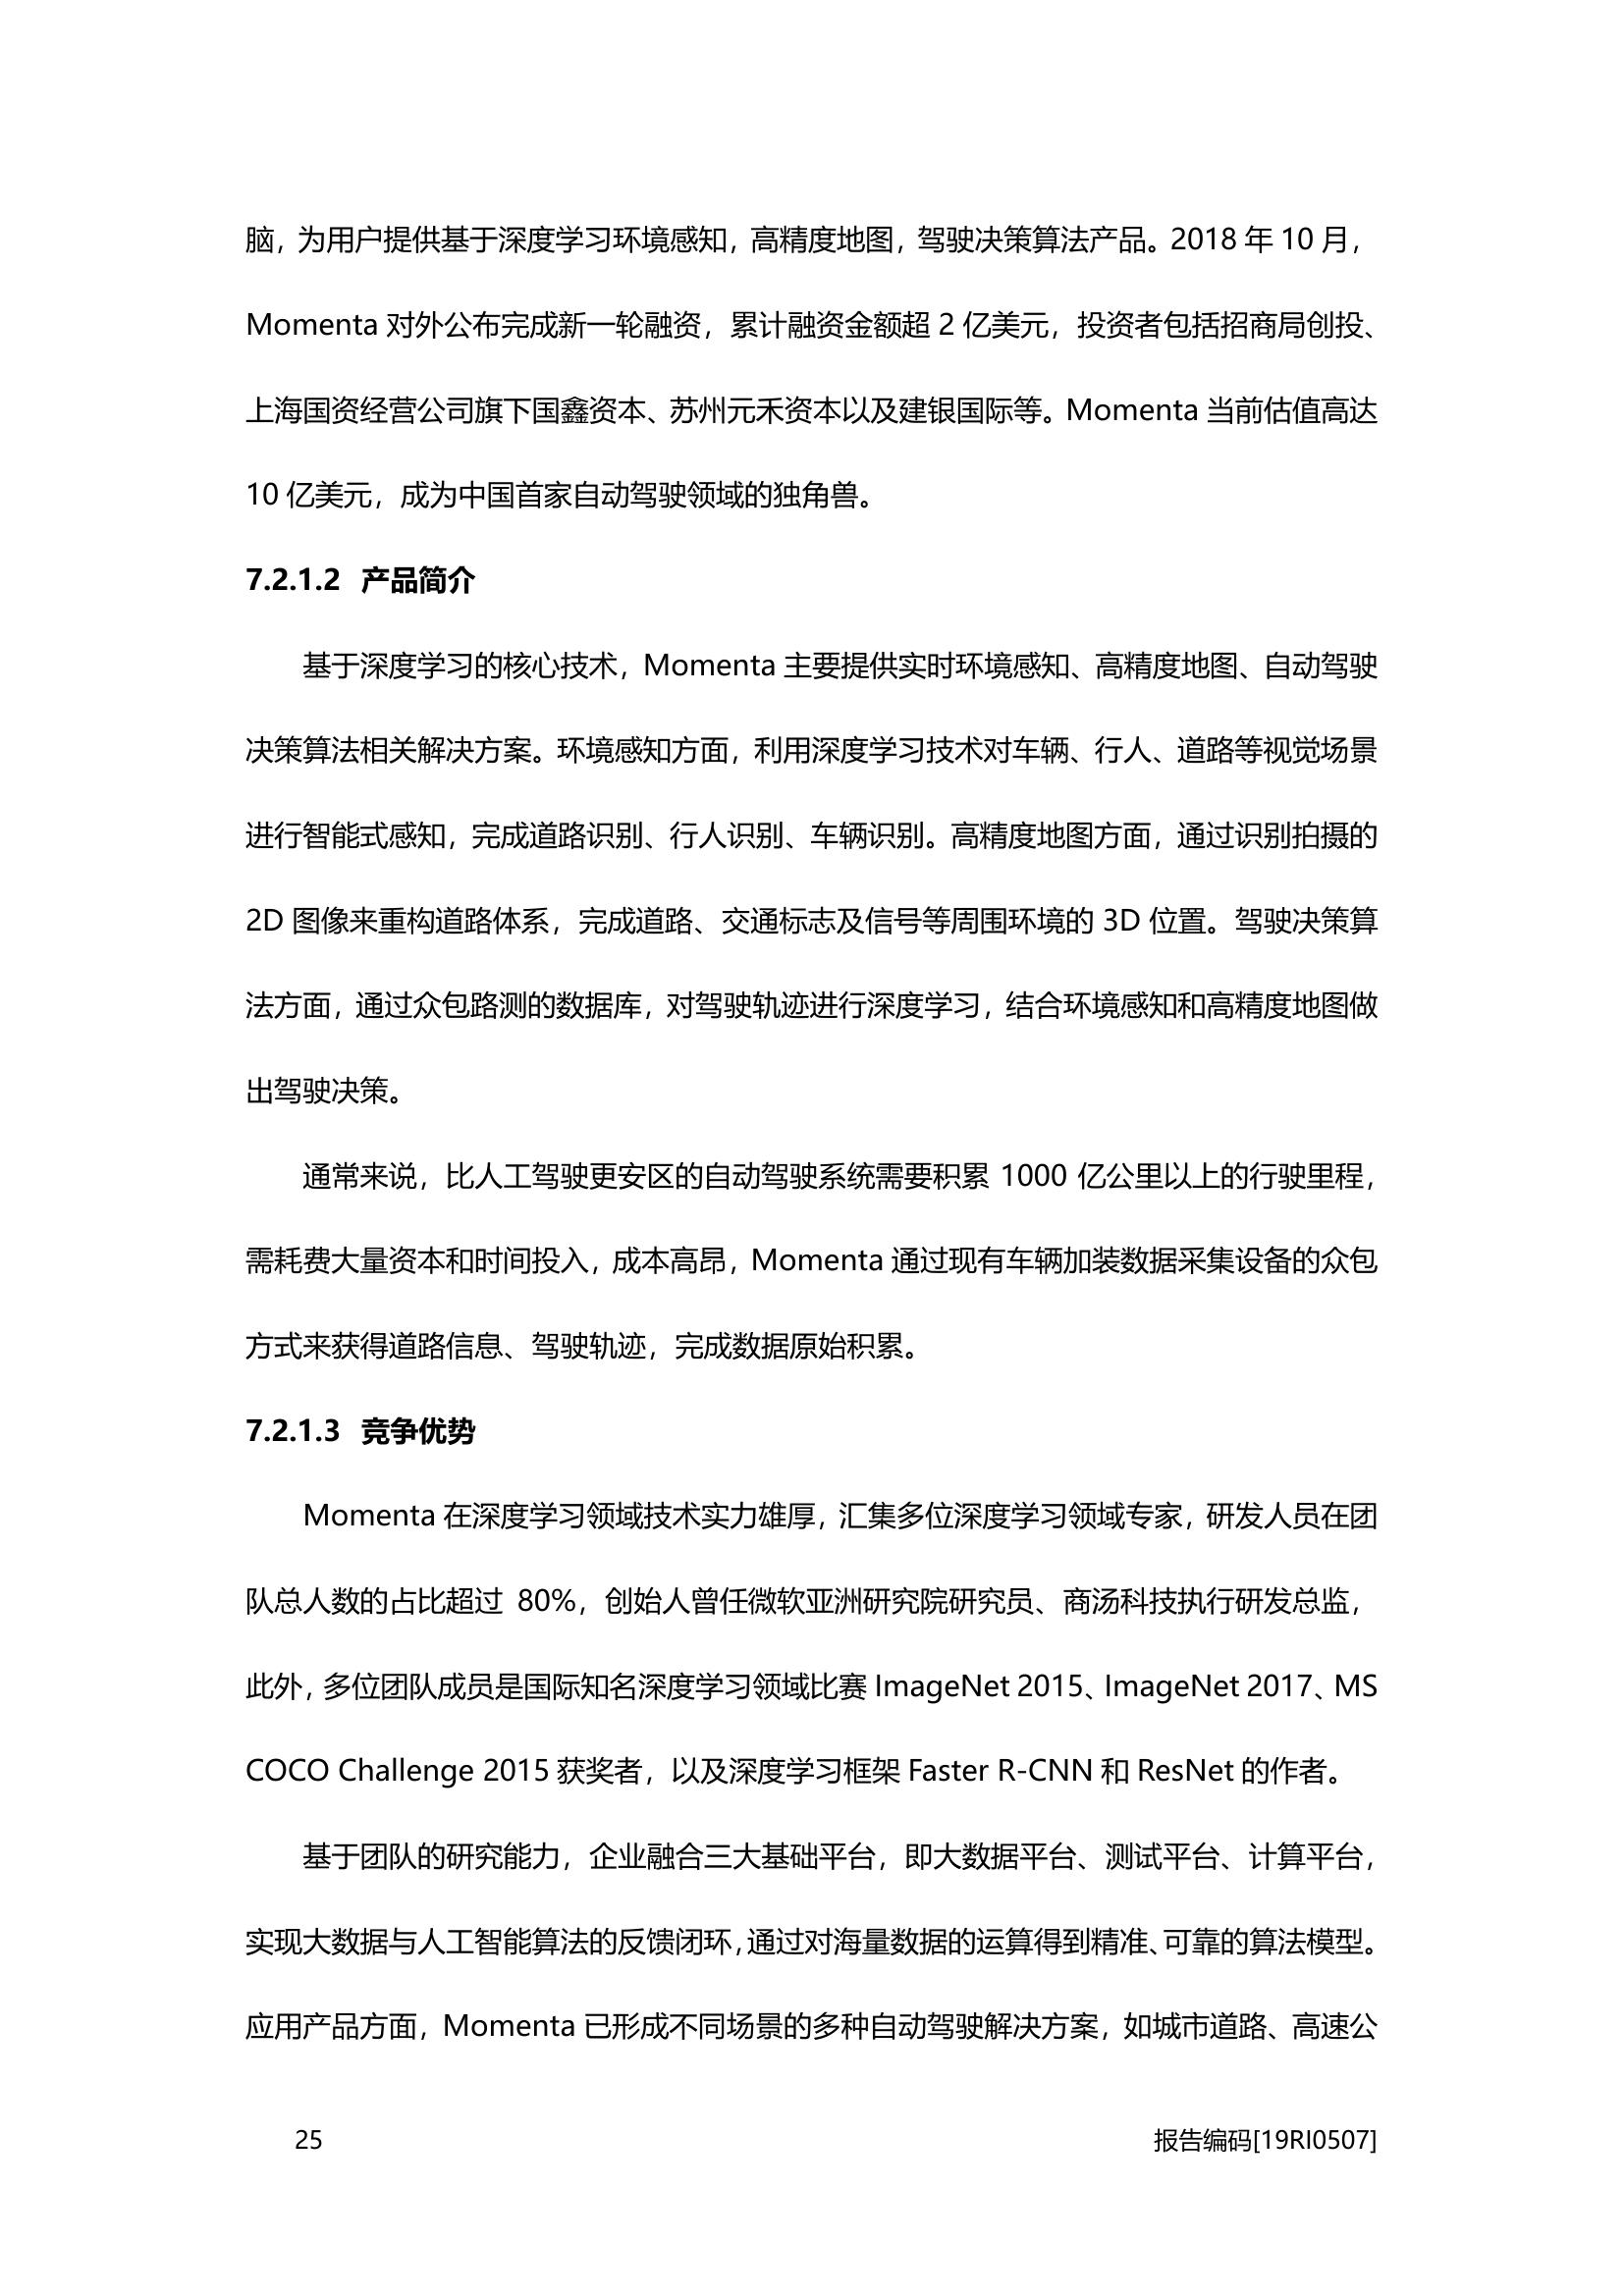 脑，为用户提供基于深度学习环境感知，高精度地图，驾驶决策算法产品。2018 年 10 月，
Momenta 对外公布完成新一轮融资，累计融资金额超 2 亿美元，投资者包括招商局创投、
上海国资经营公司旗下国鑫资本、苏州元禾资本以及建银国际等。Momenta 当前估值高达
10 亿美元，成为中国首家自动驾驶领域的独角兽。
7.2.1.2 产品简介
基于深度学习的核心技术，Momenta 主要提供实时环境感知、高精度地图、自动驾驶
决策算法相关解决方案。环境感知方面，利用深度学习技术对车辆、行人、道路等视觉场景
进行智能式感知，完成道路识别、行人识别、车辆识别。高精度地图方面，通过识别拍摄的
2D 图像来重构道路体系，完成道路、交通标志及信号等周围环境的 3D 位置。驾驶决策算
法方面，通过众包路测的数据库，对驾驶轨迹进行深度学习，结合环境感知和高精度地图做
出驾驶决策。
通常来说，比人工驾驶更安区的自动驾驶系统需要积累 1000 亿公里以上的行驶里程，
需耗费大量资本和时间投入，成本高昂，Momenta 通过现有车辆加装数据采集设备的众包
方式来获得道路信息、驾驶轨迹，完成数据原始积累。
7.2.1.3 竞争优势
Momenta 在深度学习领域技术实力雄厚，汇集多位深度学习领域专家，研发人员在团
队总人数的占比超过 80%，创始人曾任微软亚洲研究院研究员、商汤科技执行研发总监，
此外，多位团队成员是国际知名深度学习领域比赛 ImageNet 2015、ImageNet 2017、MS
COCO Challenge 2015 获奖者，以及深度学习框架 Faster R-CNN 和 ResNet 的作者。
基于团队的研究能力，企业融合三大基础平台，即大数据平台、测试平台、计算平台，
实现大数据与人工智能算法的反馈闭环，通过对海量数据的运算得到精准、可靠的算法模型。
应用产品方面，Momenta 已形成不同场景的多种自动驾驶解决方案，如城市道路、高速公
25
报告编码[19RI0507]